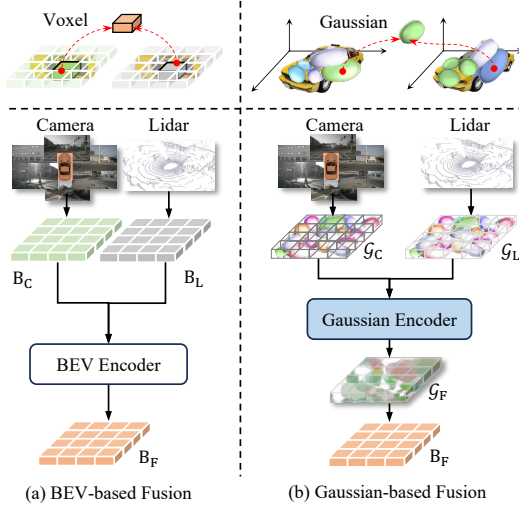 Voxel
Gaussian
Camera
Lidar
Camera
Lidar
B_C
B_L
𝒢_C
𝒢_L
BEV Encoder
Gaussian Encoder
𝒢_F
B_F
B_F
(a) BEV-based Fusion
(b) Gaussian-based Fusion